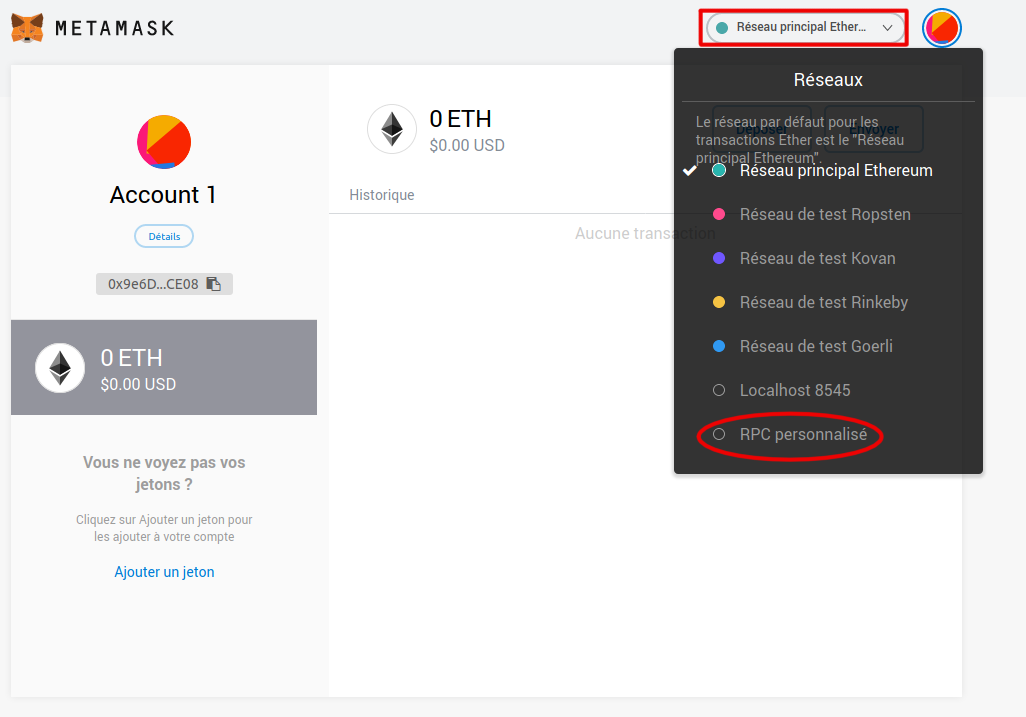 METAMASK
Réseau principal Ether...
Réseaux
Le réseau par défaut pour les
transactions Ether est le "Réseau
principal Ethereum".
Déposer
Envoyer
Réseau principal Ethereum
Réseau de test Ropsten
Réseau de test Kovan
Réseau de test Rinkeby
Réseau de test Goerli
Localhost 8545
RPC personnalisé
Account 1
Détails
0x9e6D...CE08
0 ETH
$0.00 USD
Vous ne voyez pas vos
jetons ?
Cliquez sur Ajouter un jeton pour
les ajouter à votre compte
Ajouter un jeton
0 ETH
$0.00 USD
Historique
Aucune transaction